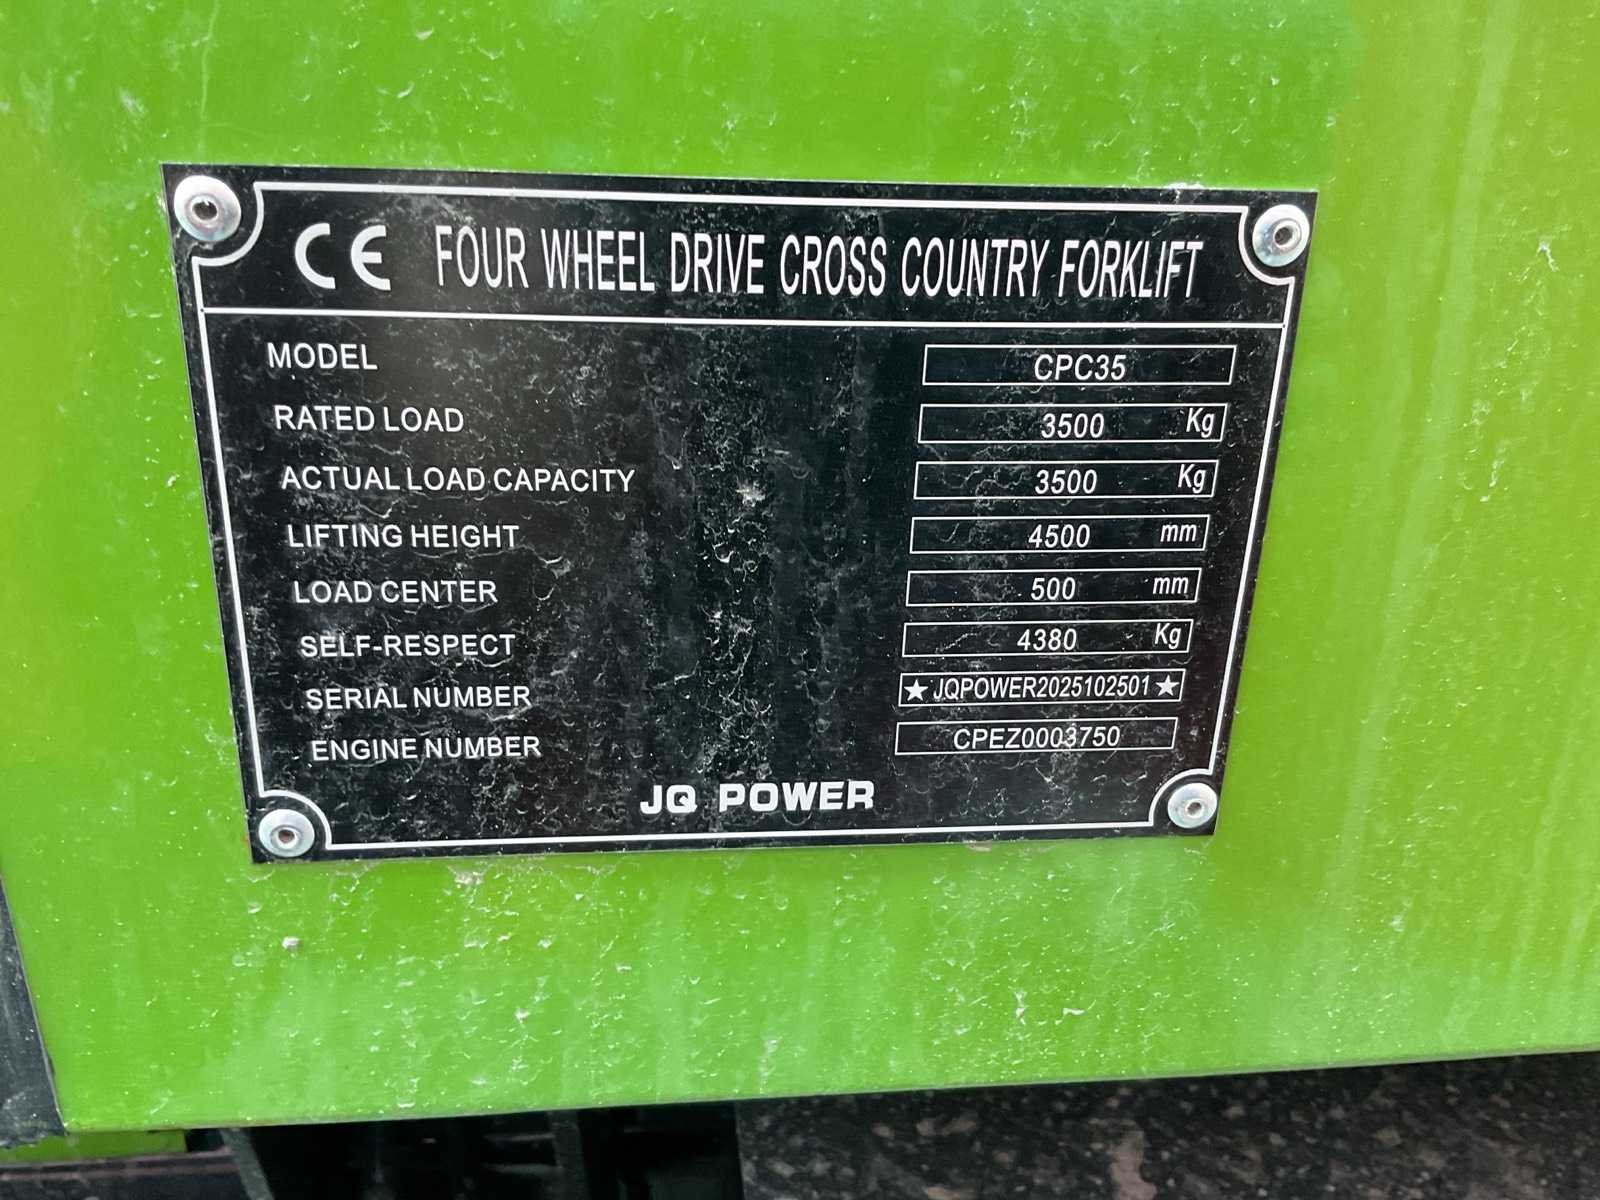 CE FOUR WHEEL DRIVE CROSS COUNTRY FORKLIFT
MODEL CPC35
RATED LOAD 3500 Kg
ACTUAL LOAD CAPACITY 3500 Kg
LIFTING HEIGHT 4500 mm
LOAD CENTER 500 mm
SELF-RESPECT 4380 Kg
SERIAL NUMBER ★JQPOWER2025102501★
ENGINE NUMBER CPEZ0003750
JQ POWER